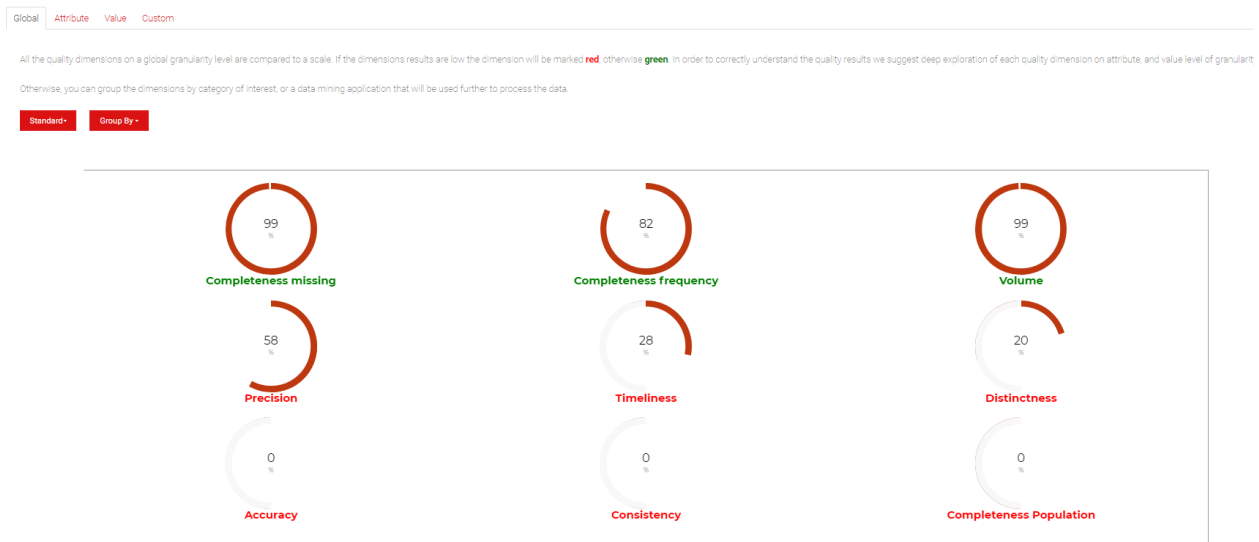 Global Attribute Value Custom
All the quality dimensions on a global granularity level are compared to a scale. If the dimensions results are low the dimension will be marked red, otherwise green. In order to correctly understand the quality results we suggest deep exploration of each quality dimension on attribute, and value level of granularity
Otherwise, you can group the dimensions by category of interest, or a data mining application that will be used further to process the data.
Standard Group By
99 82 99
% % %
Completeness missing Completeness frequency Volume
58 28 20
% % %
Precision Timeliness Distinctness
0 0 0
% % %
Accuracy Consistency Completeness Population